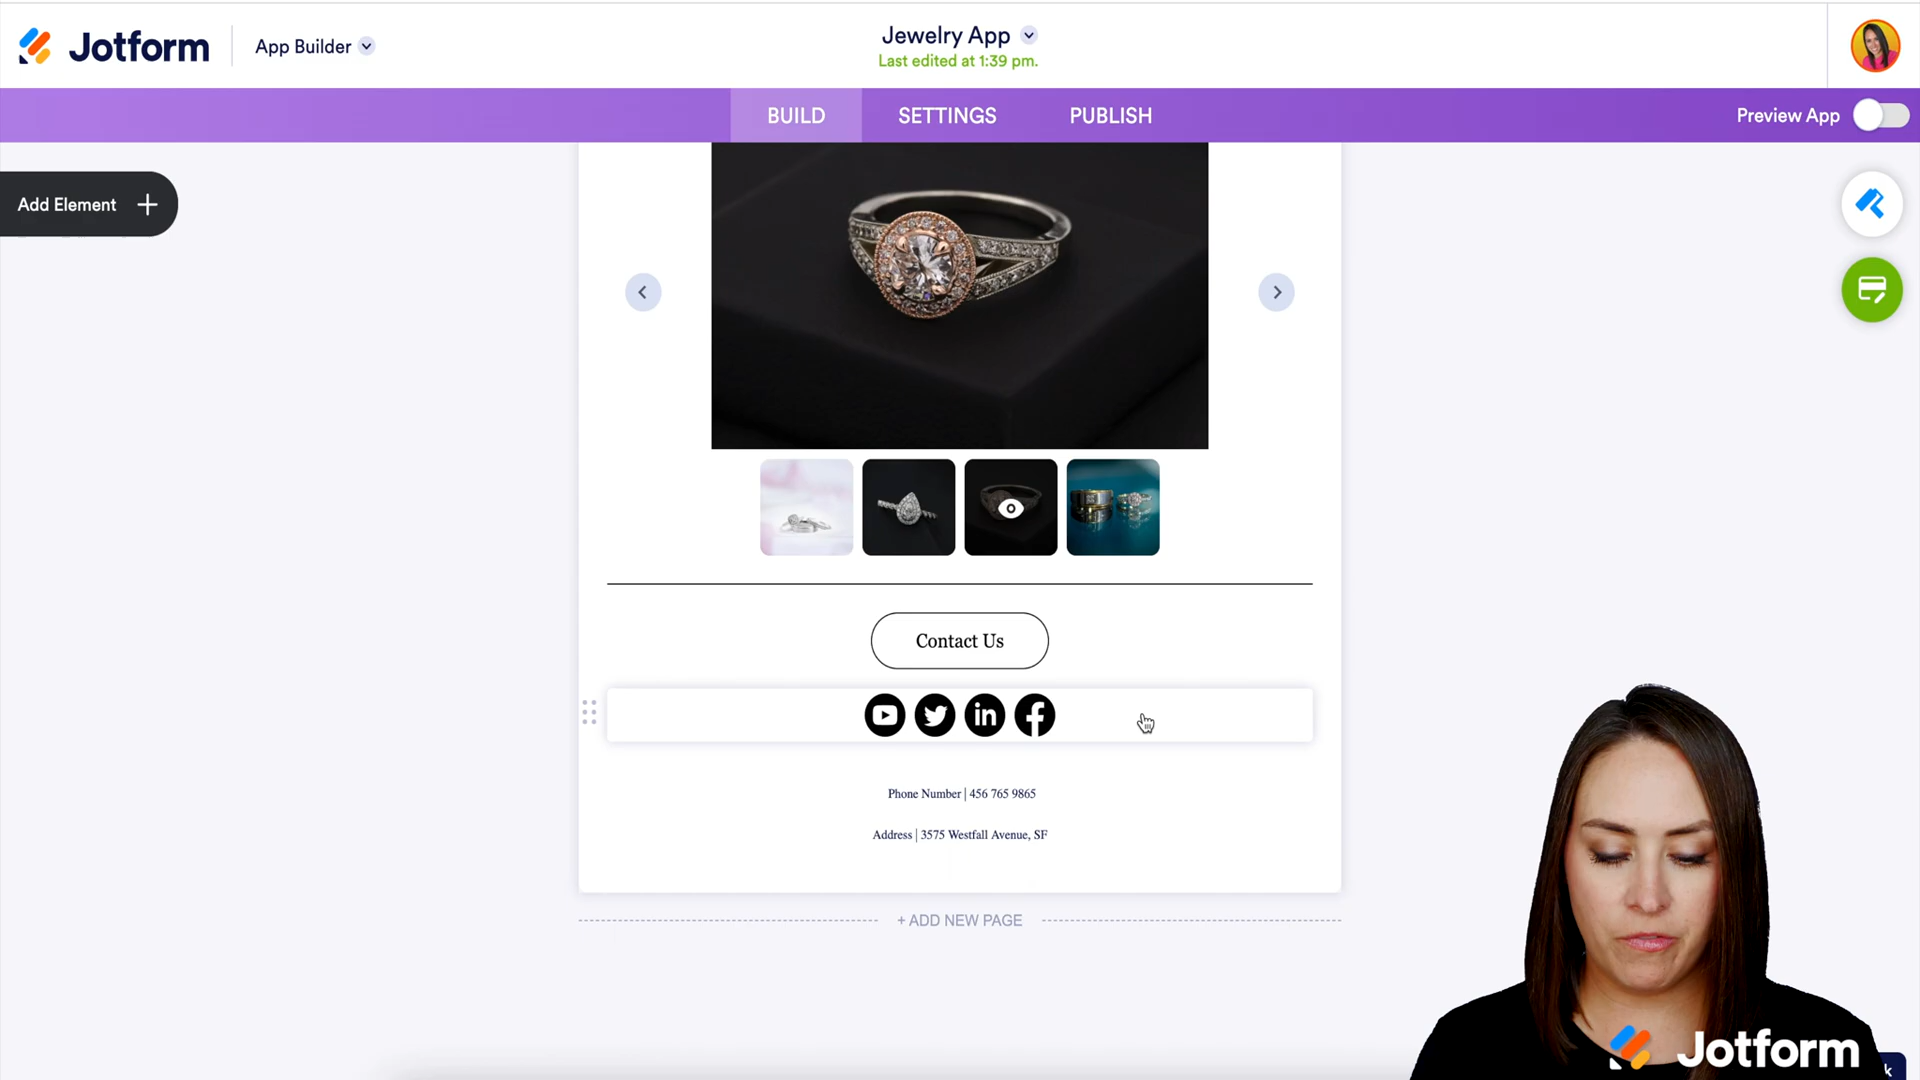 Jotform
App Builder
Jewelry App
Last edited at 1:39 pm.
BUILD
SETTINGS
PUBLISH
Preview App
Add Element +
Contact Us
in
Phone Number | 456 765 9865
Address | 3575 Westfall Avenue, SF
+ ADD NEW PAGE
Jotform
k